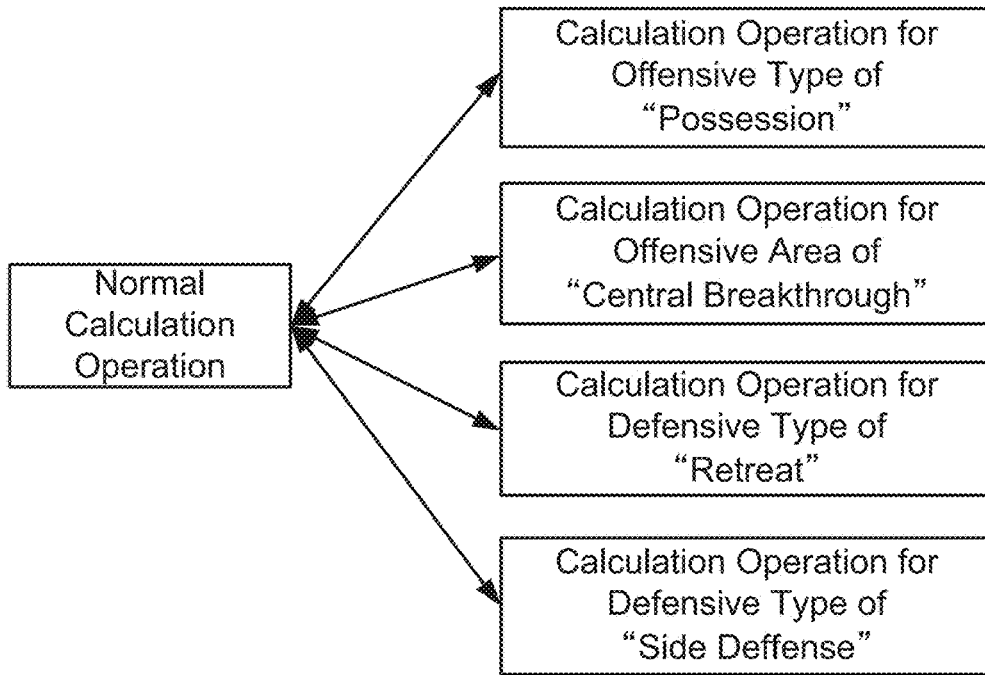 Calculation Operation for
Offensive Type of
“Possession”
Calculation Operation for
Offensive Area of
“Central Breakthrough”
Normal
Calculation
Operation
Calculation Operation for
Defensive Type of
“Retreat”
Calculation Operation for
Defensive Type of
“Side Deffense”